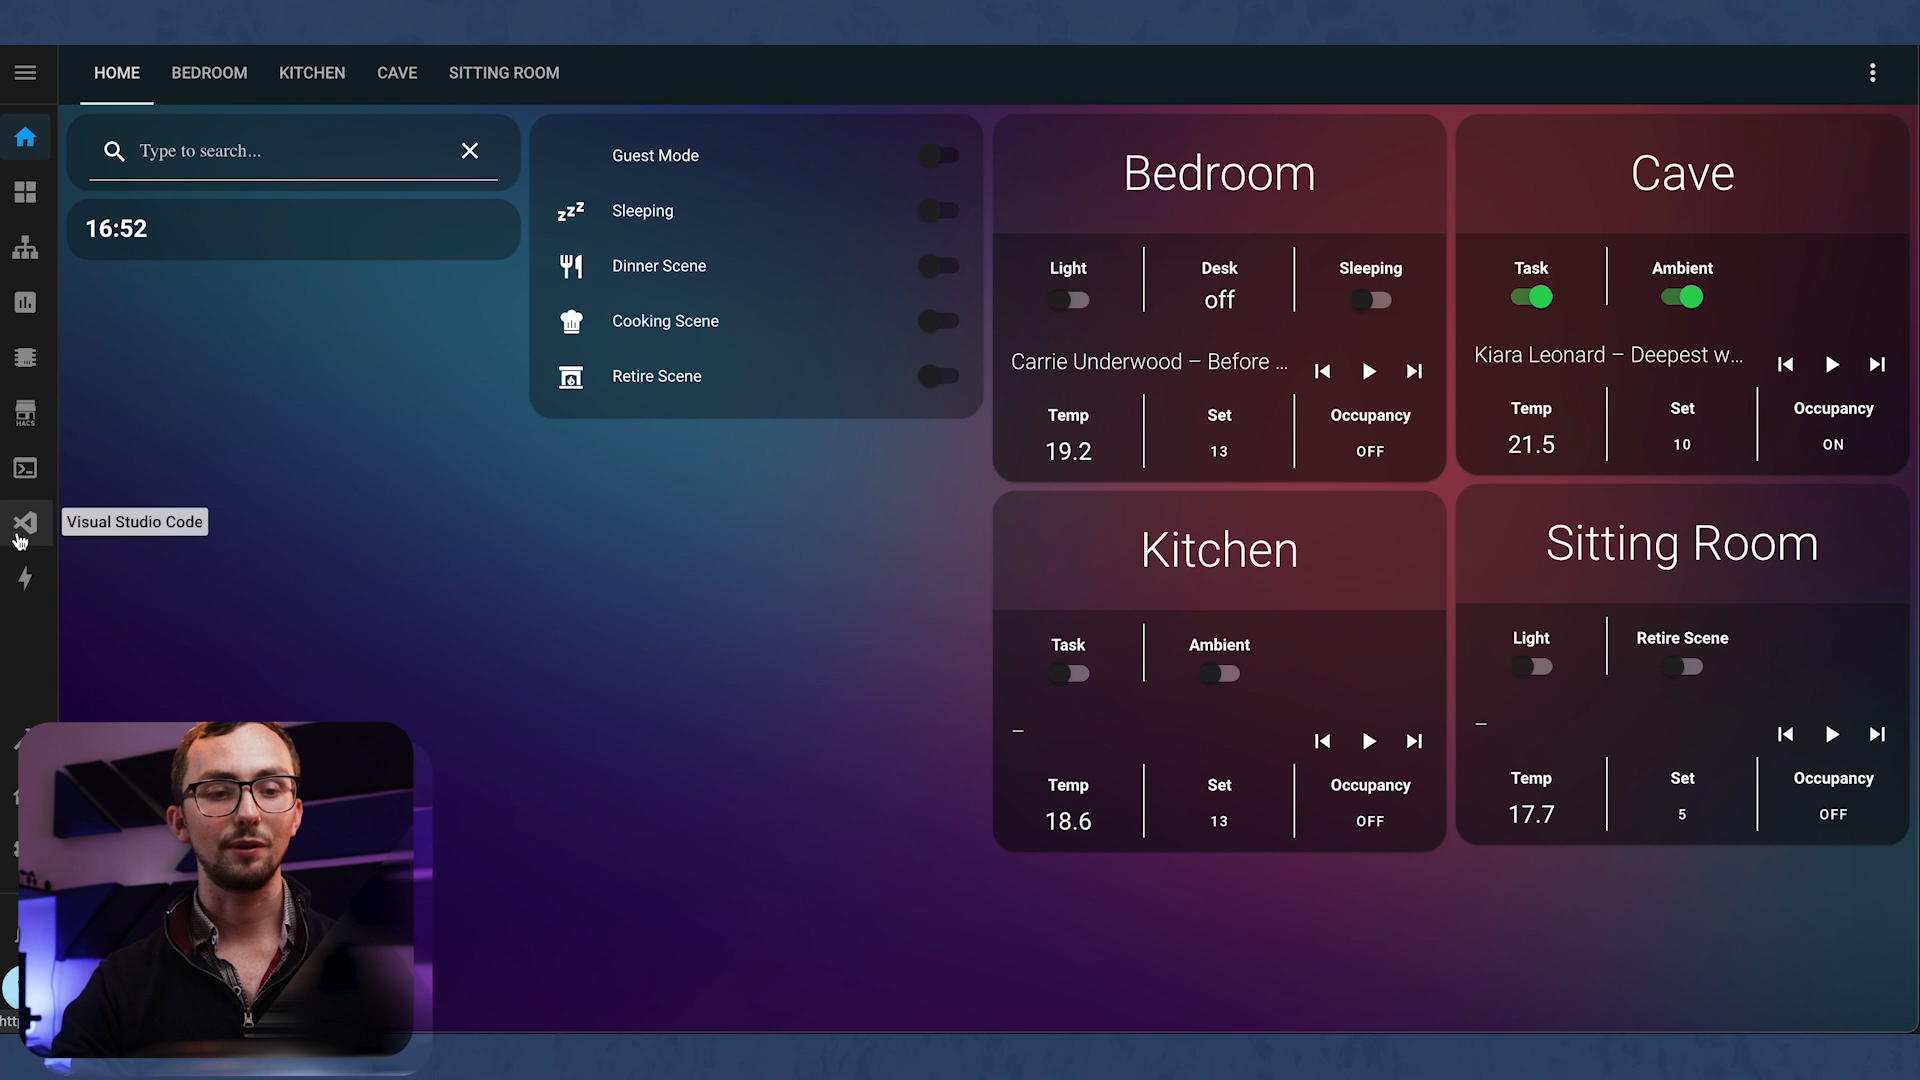 HOME BEDROOM KITCHEN CAVE SITTING ROOM
Type to search...
16:52
HACS
Visual Studio Code
Guest Mode
zzz Sleeping
Dinner Scene
Cooking Scene
Retire Scene
Bedroom
Light Desk Sleeping
off
Carrie Underwood – Before ...
Temp Set Occupancy
19.2 13 OFF
Cave
Task Ambient
Kiara Leonard – Deepest w...
Temp Set Occupancy
21.5 10 ON
Kitchen
Task Ambient
–
Temp Set Occupancy
18.6 13 OFF
Sitting Room
Light Retire Scene
–
Temp Set Occupancy
17.7 5 OFF